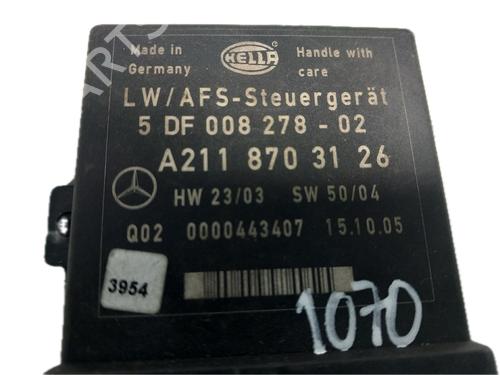 Made in
Germany
HELLA
Handle with
care
LW/AFS-Steuergerät
5 DF 008 278 - 02
A211 870 31 26
HW 23/03 SW 50/04
Q02 0000443407 15.10.05
3954
1070